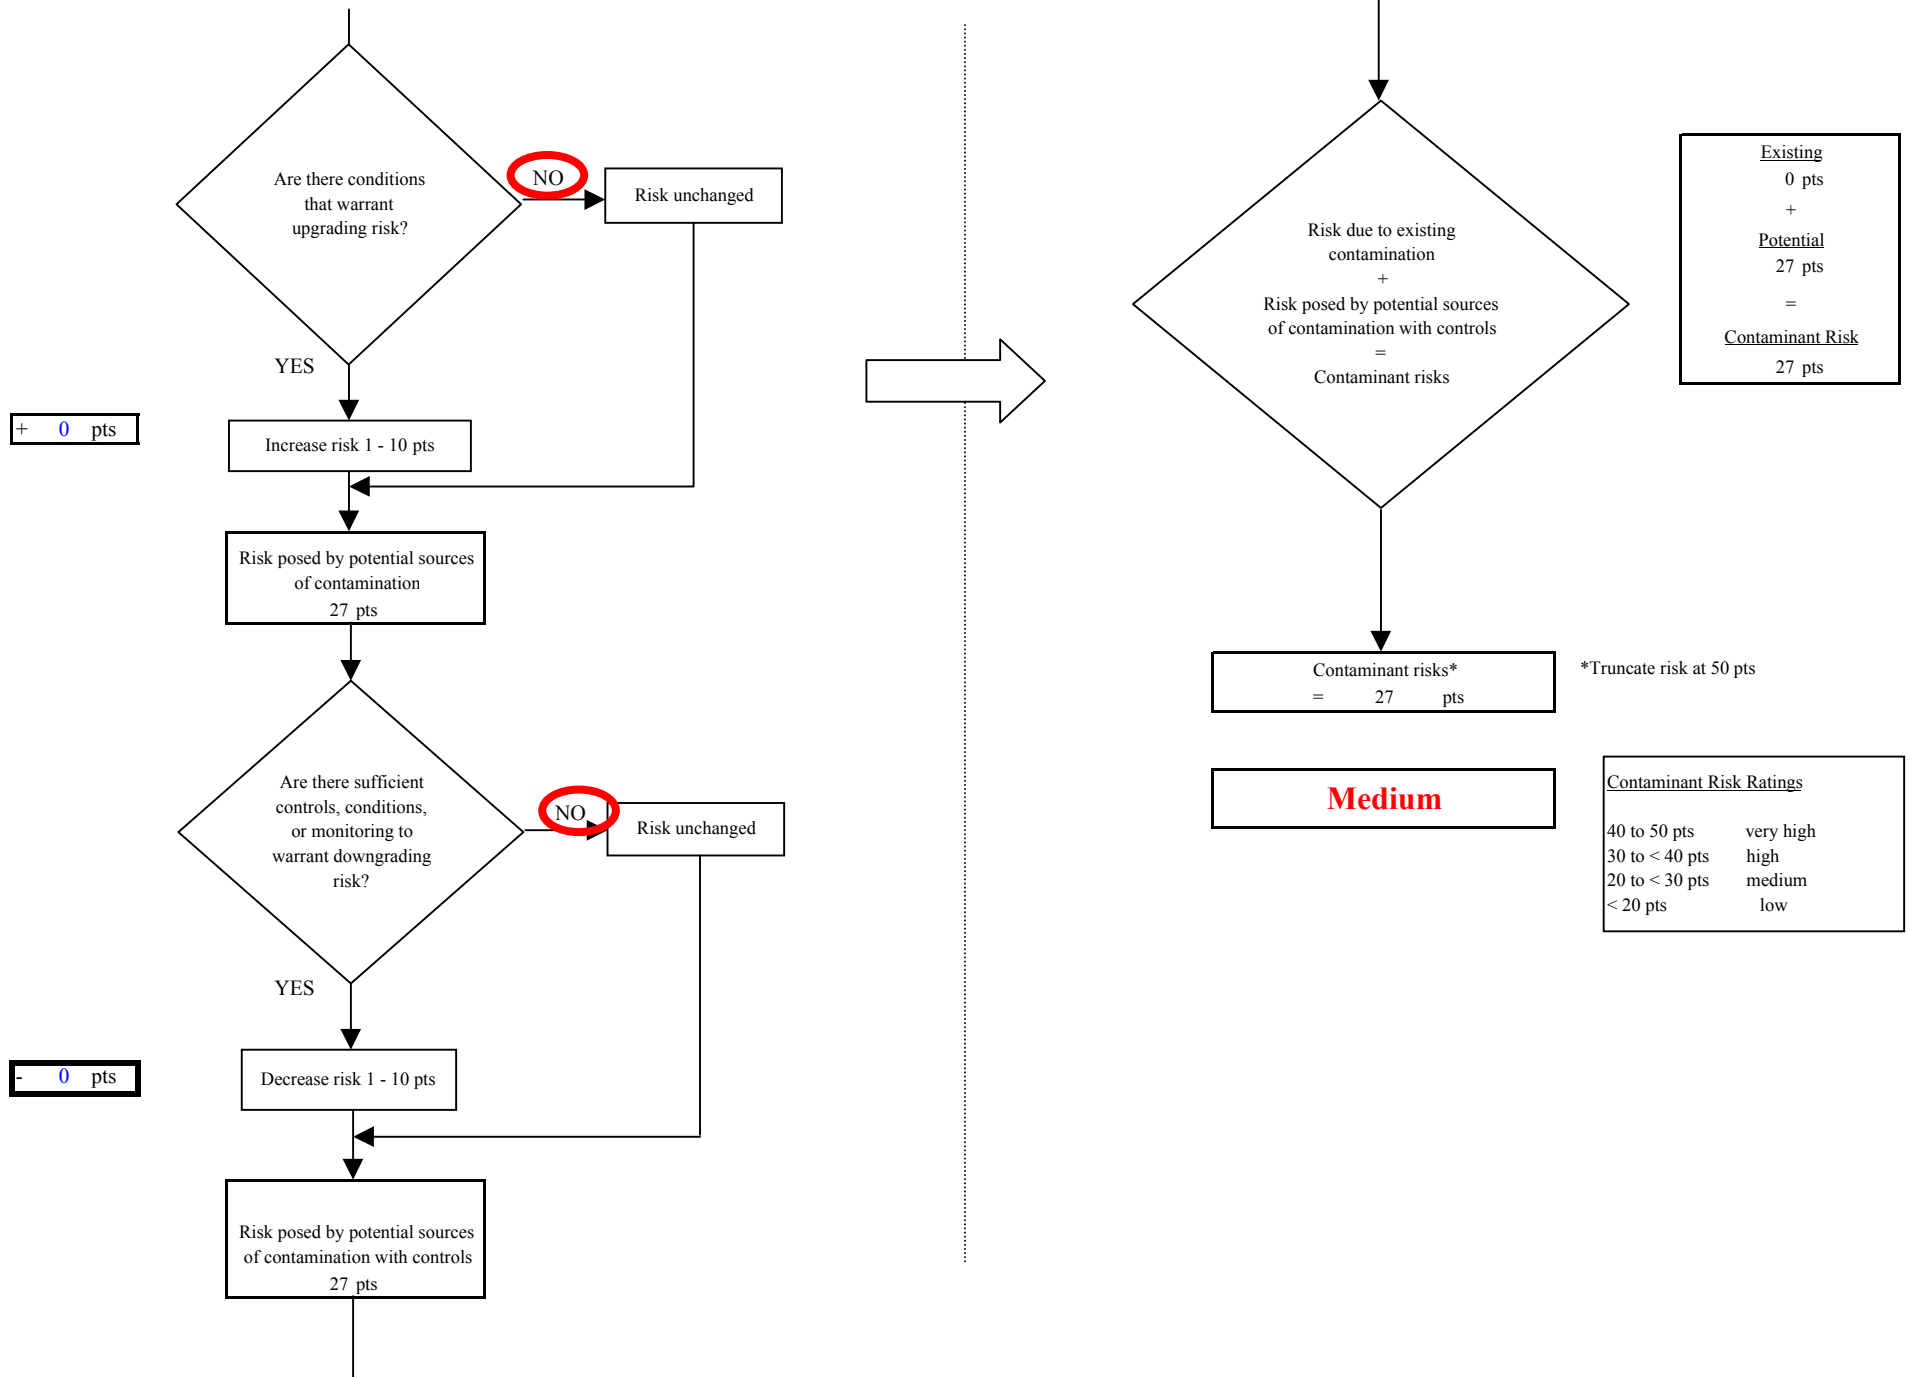 Are there conditions
that warrant
upgrading risk?
NO
Risk unchanged
YES
+ 0 pts
Increase risk 1 - 10 pts
Risk posed by potential sources
of contamination
27 pts
Are there sufficient
controls, conditions,
or monitoring to
warrant downgrading
risk?
NO
Risk unchanged
YES
- 0 pts
Decrease risk 1 - 10 pts
Risk posed by potential sources
of contamination with controls
27 pts
Risk due to existing
contamination
+
Risk posed by potential sources
of contamination with controls
=
Contaminant risks
Existing
0 pts
+
Potential
27 pts
=
Contaminant Risk
27 pts
Contaminant risks*
= 27 pts
*Truncate risk at 50 pts
Medium
Contaminant Risk Ratings
40 to 50 pts very high
30 to < 40 pts high
20 to < 30 pts medium
< 20 pts low